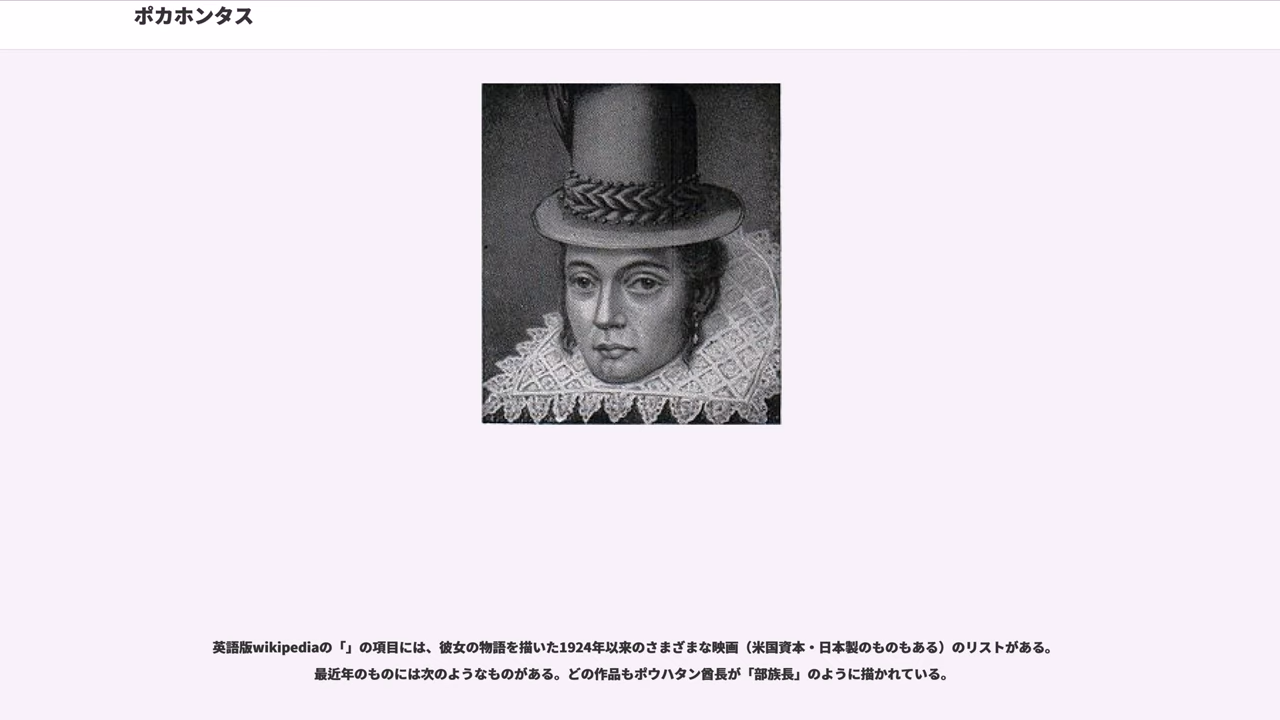 ポカホンタス
英語版wikipediaの「」の項目には、彼女の物語を描いた1924年以来のさまざまな映画（米国資本・日本製のものもある）のリストがある。
最近年のものには次のようなものがある。どの作品もポウハタン酋長が「部族長」のように描かれている。